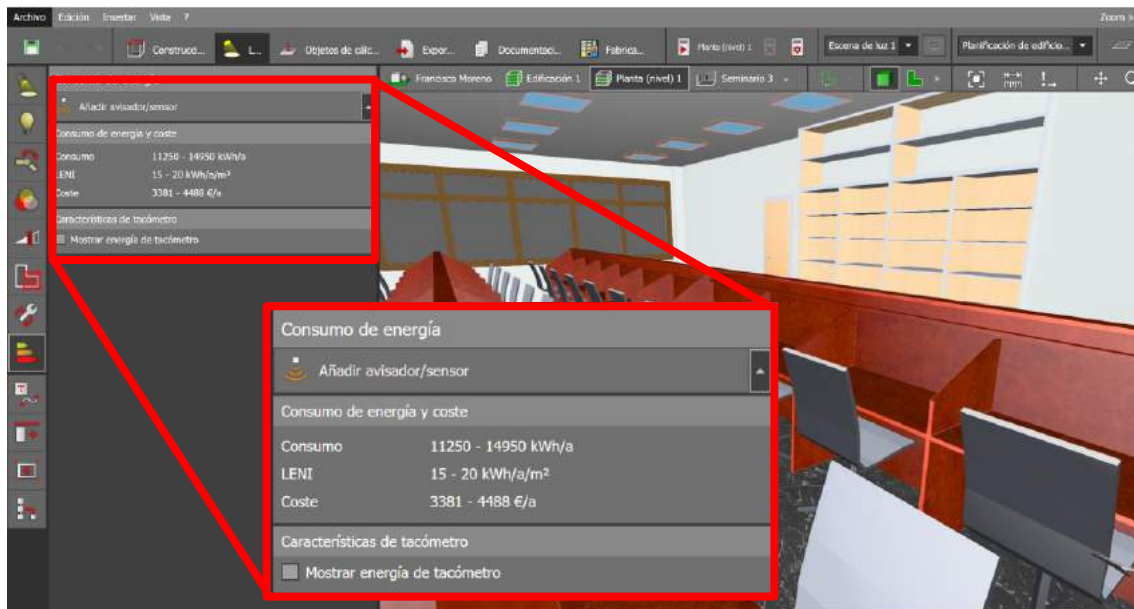 Archivo Edición Insertar Vista ? Zoom
Construcc... L... Objetos de cálc... Expor... Documentaci... Fabrica... Planta (nivel) 1 Escena de luz 1 Planificación de edificio...
Francisco Moreno Edificación 1 Planta (nivel) 1 Seminario 3
Añadir avisador/sensor
Consumo de energía y coste
Consumo 11250 - 14950 kWh/a
LENI 15 - 20 kWh/a/m²
Coste 3381 - 4488 €/a
Características de tacómetro
Mostrar energía de tacómetro
Consumo de energía
Añadir avisador/sensor
Consumo de energía y coste
Consumo 11250 - 14950 kWh/a
LENI 15 - 20 kWh/a/m²
Coste 3381 - 4488 €/a
Características de tacómetro
Mostrar energía de tacómetro